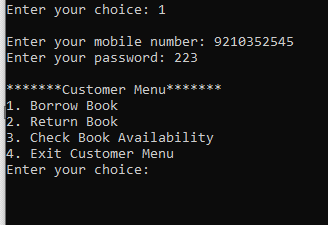 Enter your choice: 1
Enter your mobile number: 9210352545
Enter your password: 223
*******Customer Menu*******
1. Borrow Book
2. Return Book
3. Check Book Availability
4. Exit Customer Menu
Enter your choice: